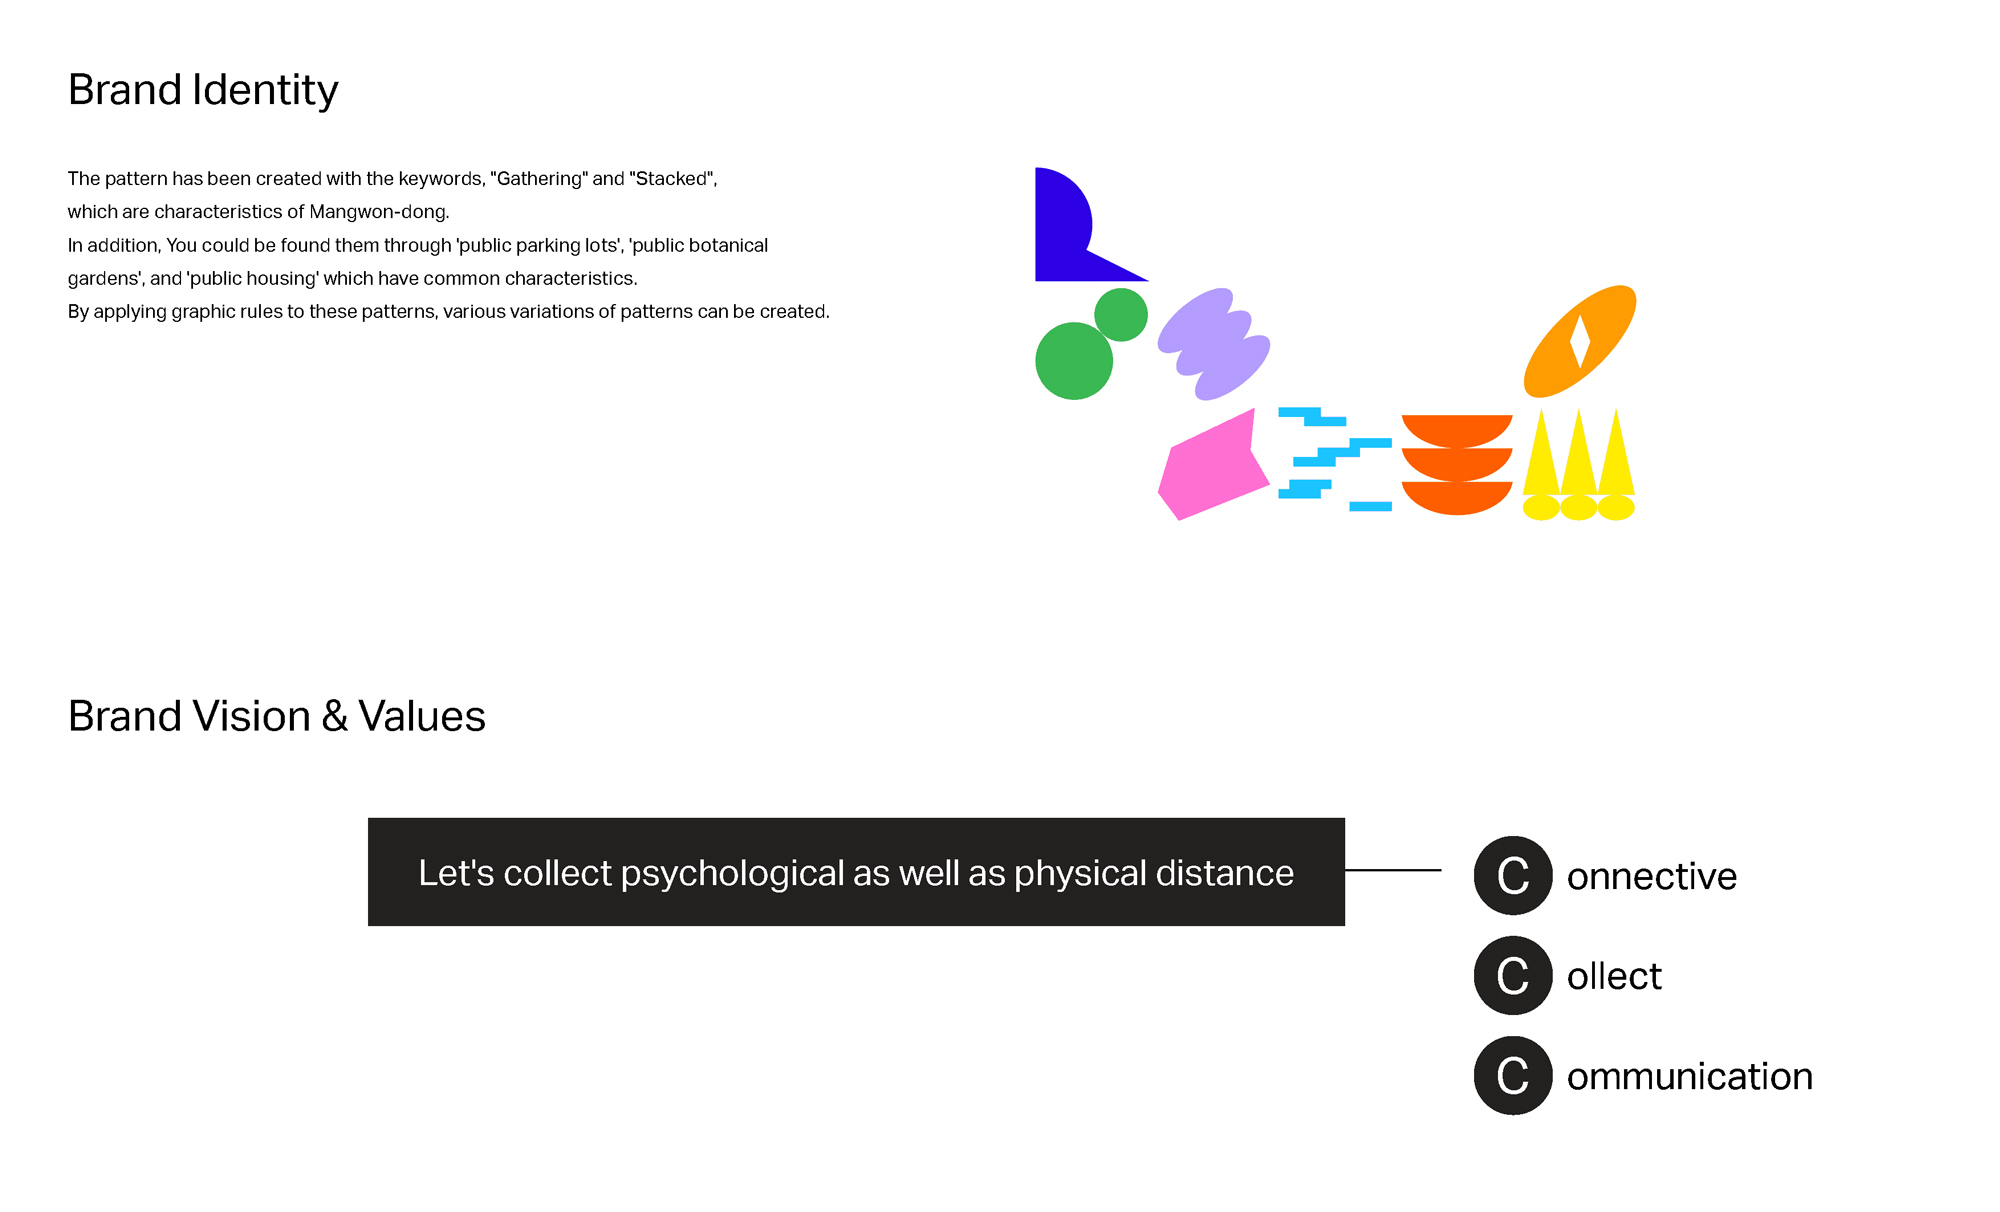 Brand Identity
The pattern has been created with the keywords, "Gathering" and "Stacked",
which are characteristics of Mangwon-dong.
In addition, You could be found them through 'public parking lots', 'public botanical
gardens', and 'public housing' which have common characteristics.
By applying graphic rules to these patterns, various variations of patterns can be created.
Brand Vision & Values
Let's collect psychological as well as physical distance
Connective
Collect
Communication